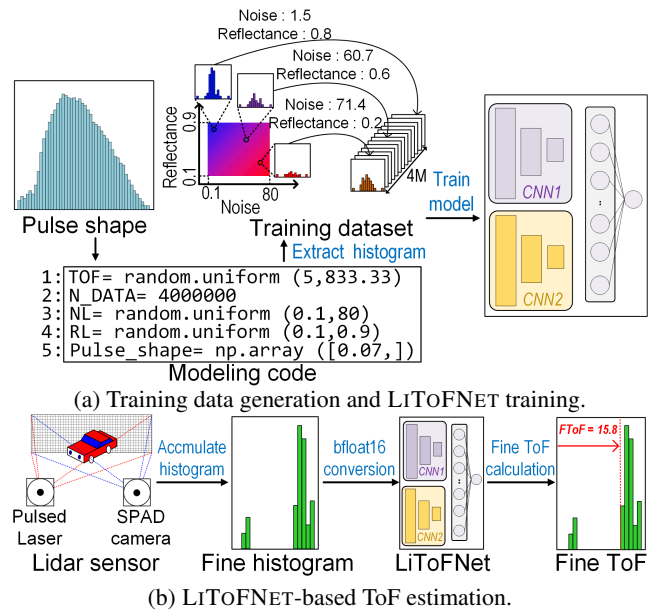 Noise : 1.5
Reflectance : 0.8
Noise : 60.7
Reflectance : 0.6
Noise : 71.4
Reflectance : 0.2
Reflectance
0.9
0.1
0.1
80
Noise
4M
Pulse shape
Training dataset
Train
model
CNN1
CNN2
Extract histogram
1: TOF= random.uniform (5,833.33)
2: N_DATA= 4000000
3: NL= random.uniform (0.1,80)
4: RL= random.uniform (0.1,0.9)
5: Pulse_shape= np.array ([0.07,])
Modeling code
(a) Training data generation and LITOFNET training.
Pulsed
Laser
SPAD
camera
Lidar sensor
Accmulate
histogram
Fine histogram
bfloat16
conversion
CNN1
CNN2
LiToFNet
Fine ToF
calculation
FToF = 15.8
Fine ToF
(b) LITOFNET-based ToF estimation.